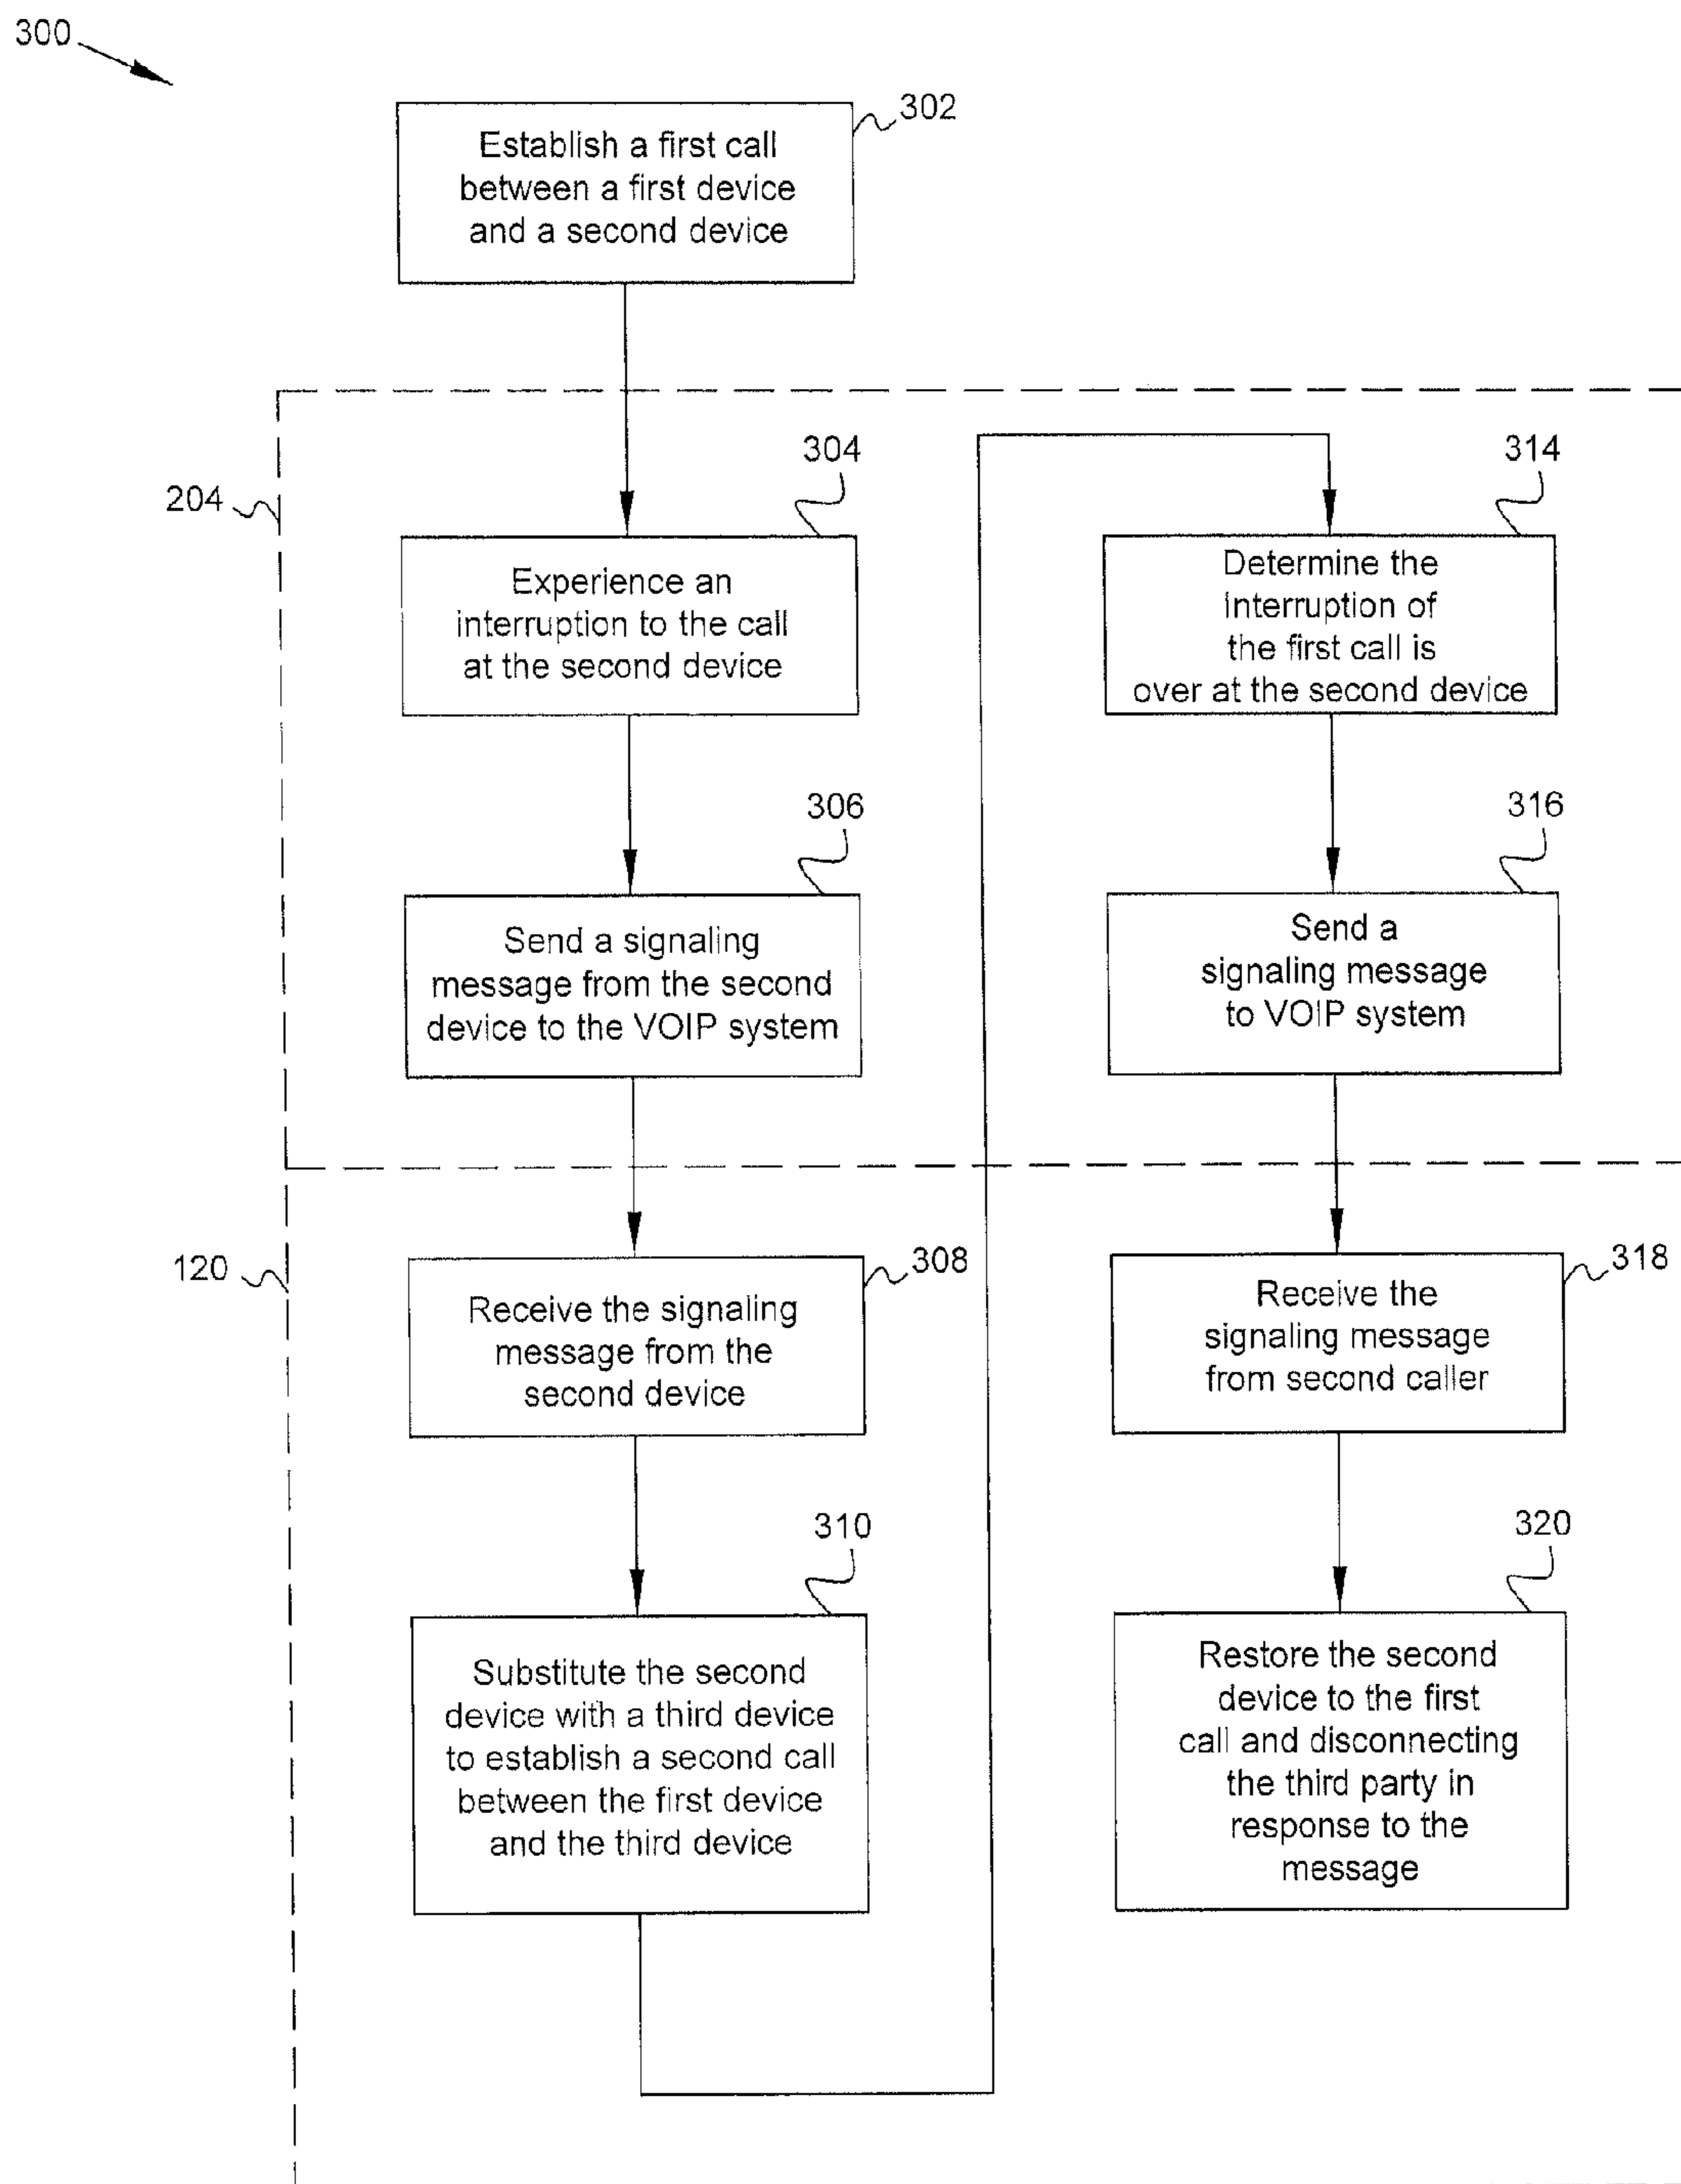 300
302
Establish a first call
between a first device
and a second device
204
304
Experience an
interruption to the call
at the second device
306
Send a signaling
message from the second
device to the VOIP system
120
308
Receive the signaling
message from the
second device
310
Substitute the second
device with a third device
to establish a second call
between the first device
and the third device
314
Determine the
interruption of
the first call is
over at the second device
316
Send a
signaling message
to VOIP system
318
Receive the
signaling message
from second caller
320
Restore the second
device to the first
call and disconnecting
the third party in
response to the
message